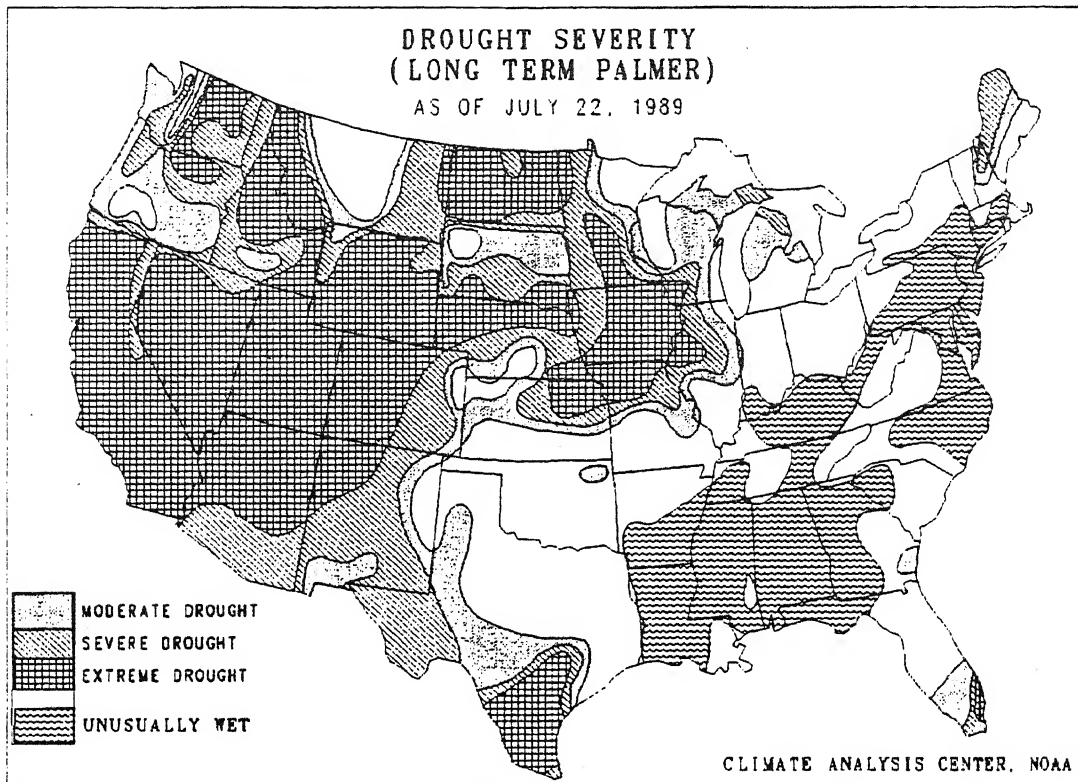 DROUGHT SEVERITY
(LONG TERM PALMER)
AS OF JULY 22, 1989
MODERATE DROUGHT
SEVERE DROUGHT
EXTREME DROUGHT
UNUSUALLY WET
CLIMATE ANALYSIS CENTER, NOAA